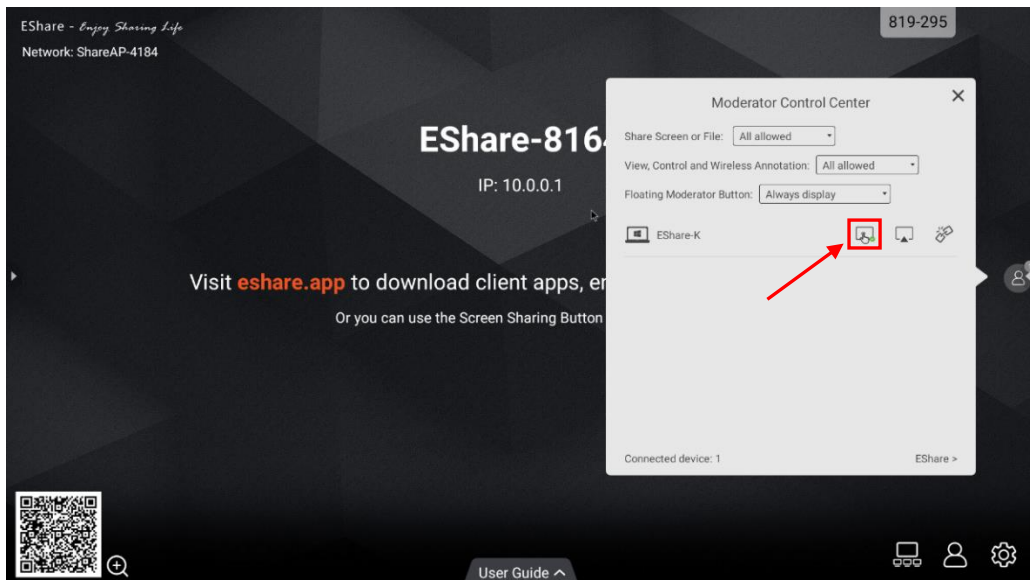 EShare - Enjoy Sharing Life
819-295
Network: ShareAP-4184
Moderator Control Center
Share Screen or File: All allowed
EShare-816
View, Control and Wireless Annotation: All allowed
IP: 10.0.0.1
Floating Moderator Button: Always display
EShare-K
Visit eshare.app to download client apps,
Or you can use the Screen Sharing Button
Connected device: 1
EShare >
User Guide